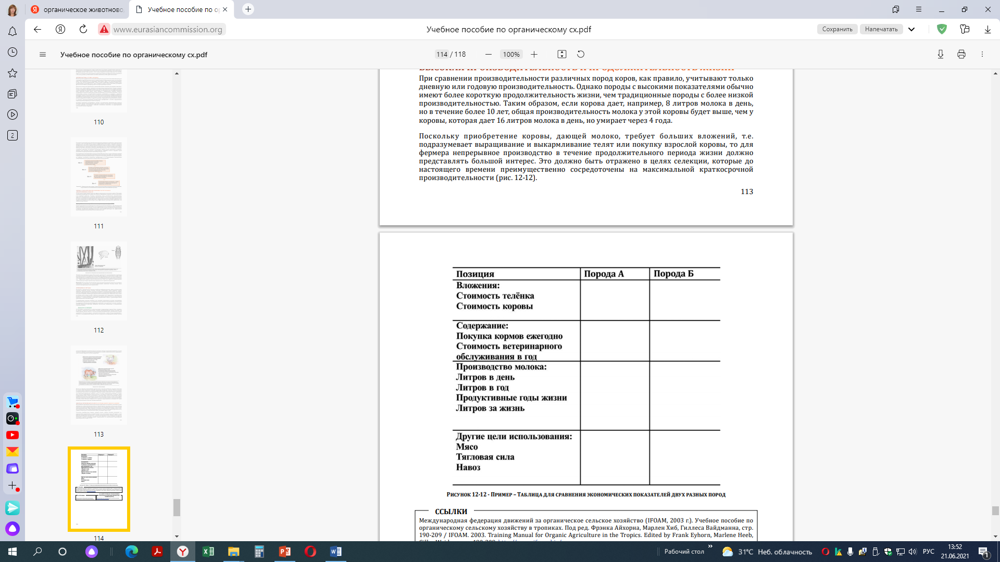 органическое животново
Учебное пособие по о
www.eurasiancommission.org
Учебное пособие по органическому сх.pdf
Сохранить
Напечатать
Учебное пособие по органическому сх.pdf
114 / 118
100%
2
110
111
112
113
114
При сравнении производительности различных пород коров, как правило, учитывают только
дневную или годовую производительность. Однако породы с высокими показателями обычно
имеют более короткую продолжительность жизни, чем традиционные породы с более низкой
производительностью. Таким образом, если корова дает, например, 8 литров молока в день,
но в течение более 10 лет, общая производительность молока у этой коровы будет выше, чем у
коровы, которая дает 16 литров молока в день, но умирает через 4 года.
Поскольку приобретение коровы, дающей молоко, требует больших вложений, т.е.
подразумевает выращивание и выкармливание телят или покупку взрослой коровы, то для
фермера непрерывное производство в течение продолжительного периода жизни должно
представлять большой интерес. Это должно быть отражено в целях селекции, которые до
настоящего времени преимущественно сосредоточены на максимальной краткосрочной
производительности (рис. 12-12).
113
Позиция Порода А Порода Б
Вложения:
Стоимость телёнка
Стоимость коровы
Содержание:
Покупка кормов ежегодно
Стоимость ветеринарного
обслуживания в год
Производство молока:
Литров в день
Литров в год
Продуктивные годы жизни
Литров за жизнь
Другие цели использования:
Мясо
Тягловая сила
Навоз
Рисунок 12-12 - Пример – Таблица для сравнения экономических показателей двух разных пород
ССЫЛКИ
Международная федерация движений за органическое сельское хозяйство (IFOAM, 2003 г.). Учебное пособие по
органическому сельскому хозяйству в тропиках. Под ред. Фрэнка Айхорна, Марлен Хиб, Гиллеса Вайдманна, стр.
190-209 / IFOAM. 2003. Training Manual for Organic Agriculture in the Tropics. Edited by Frank Eyhorn, Marlene Heeb,
Рабочий стол
31°C Неб. облачность
РУС
13:52
21.06.2021
1